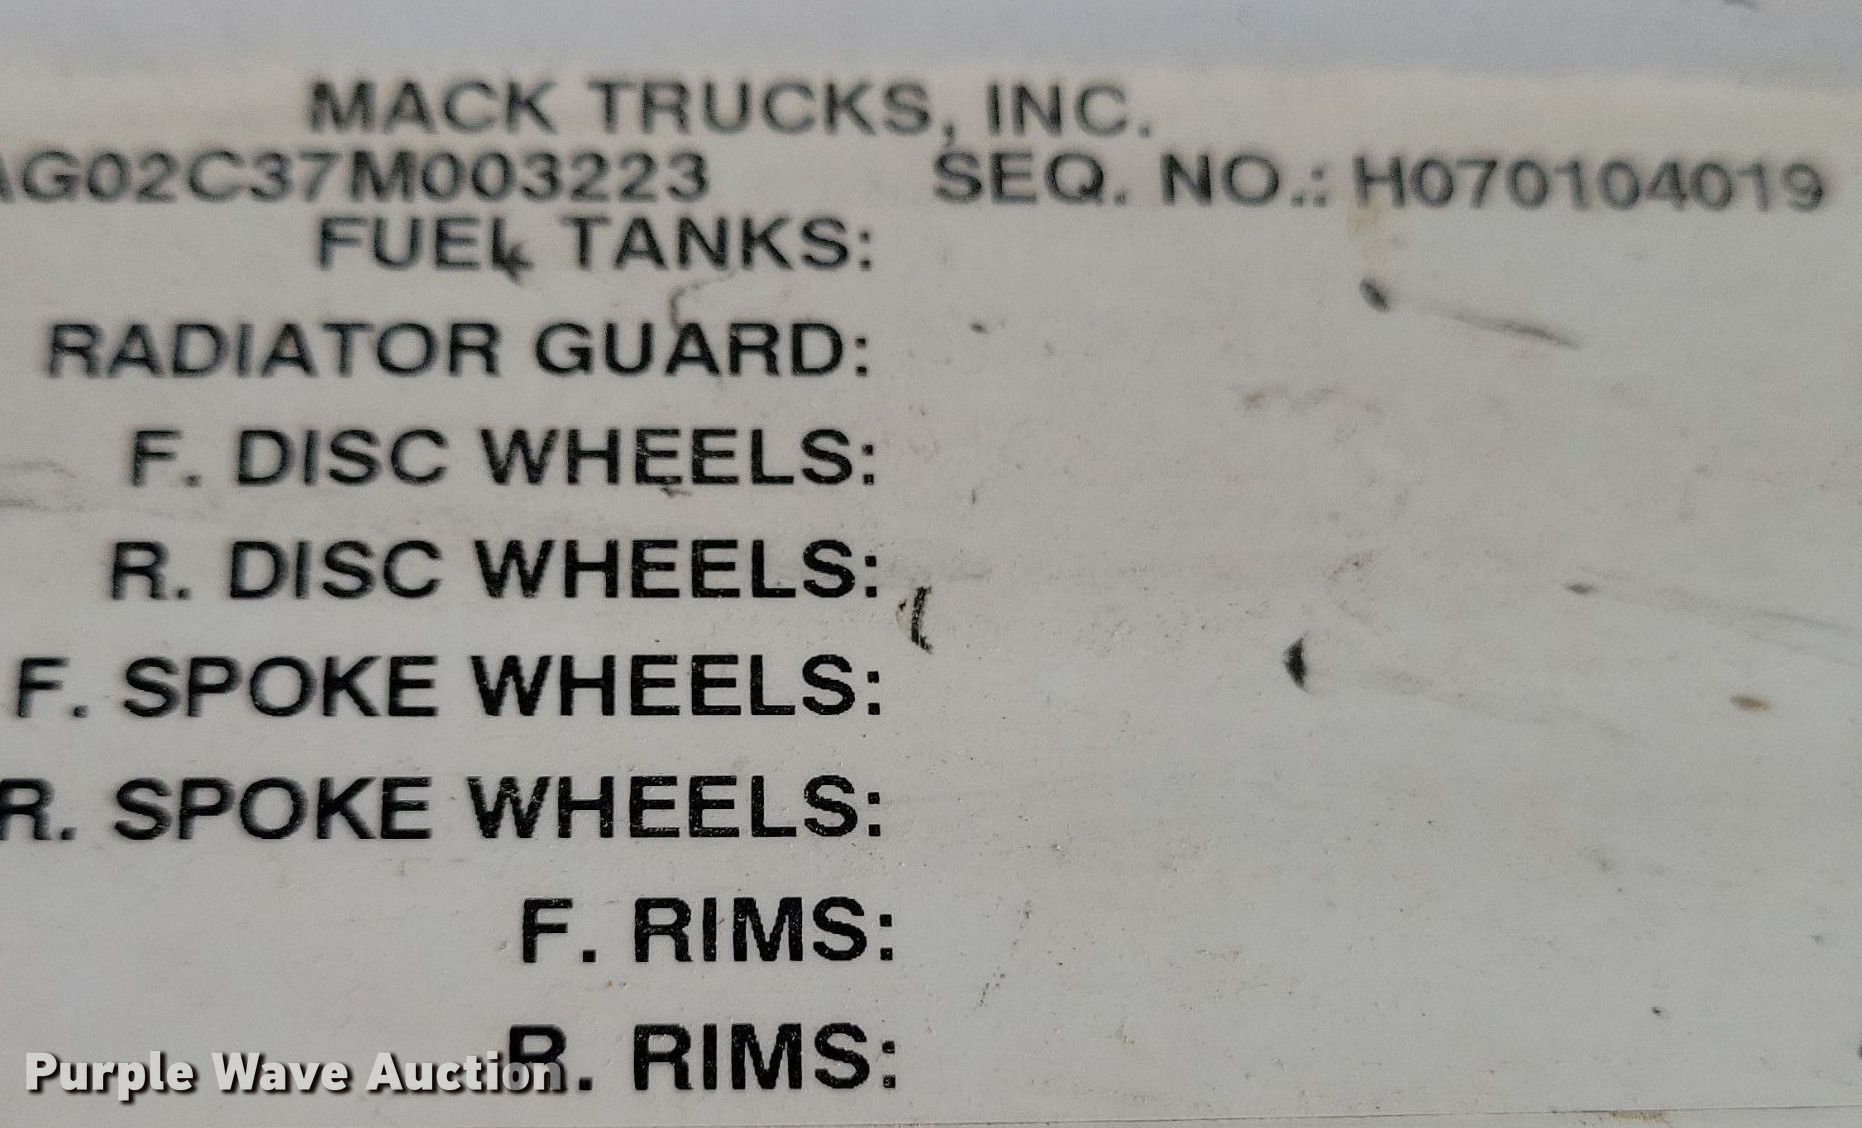 MACK TRUCKS, INC.
AG02C37M003223 SEQ. NO.: H070104019
FUEL TANKS:
RADIATOR GUARD:
F. DISC WHEELS:
R. DISC WHEELS:
F. SPOKE WHEELS:
R. SPOKE WHEELS:
F. RIMS:
R. RIMS:
Purple Wave Auction